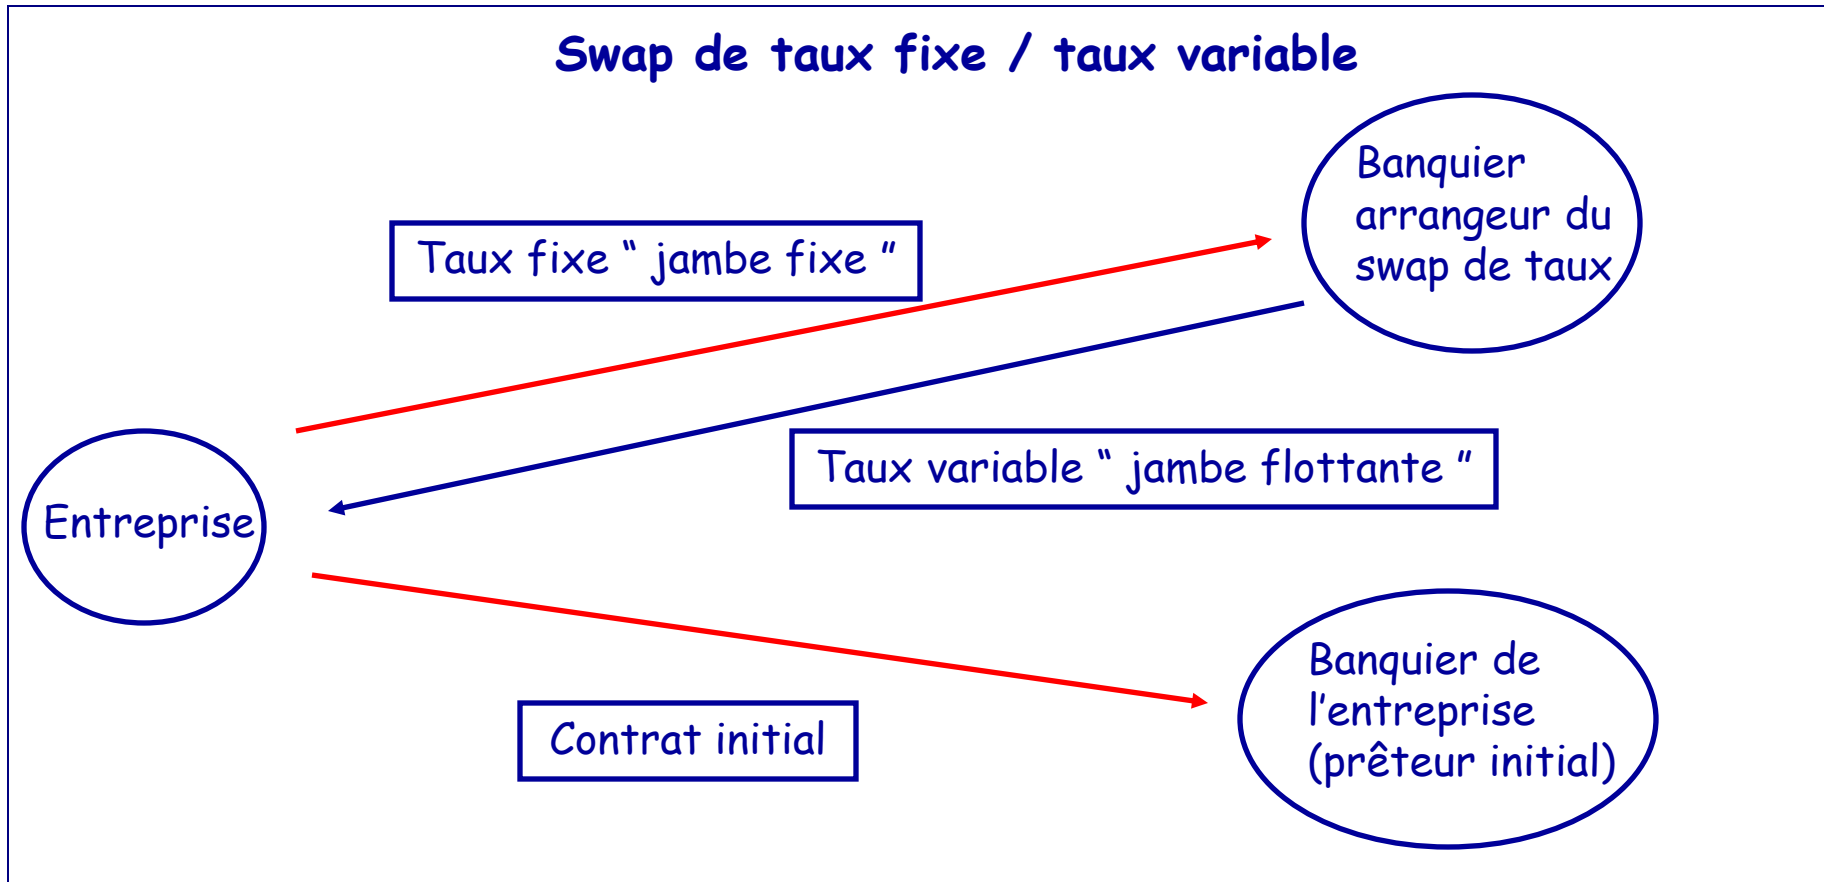 Swap de taux fixe / taux variable
Banquier
arrangeur du
swap de taux
Taux fixe “ jambe fixe ”
Taux variable “ jambe flottante ”
Entreprise
Banquier de
l’entreprise
(prêteur initial)
Contrat initial